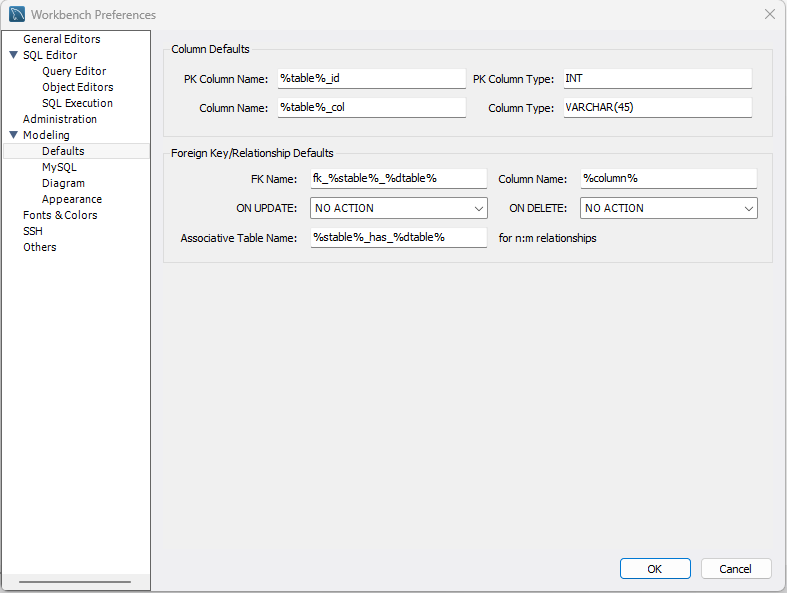 Workbench Preferences
General Editors
SQL Editor
Query Editor
Object Editors
SQL Execution
Administration
Modeling
Defaults
MySQL
Diagram
Appearance
Fonts & Colors
SSH
Others
Column Defaults
PK Column Name: %table%_id PK Column Type: INT
Column Name: %table%_col Column Type: VARCHAR(45)
Foreign Key/Relationship Defaults
FK Name: fk_%stable%_%dtable% Column Name: %column%
ON UPDATE: NO ACTION ON DELETE: NO ACTION
Associative Table Name: %stable%_has_%dtable% for n:m relationships
OK Cancel